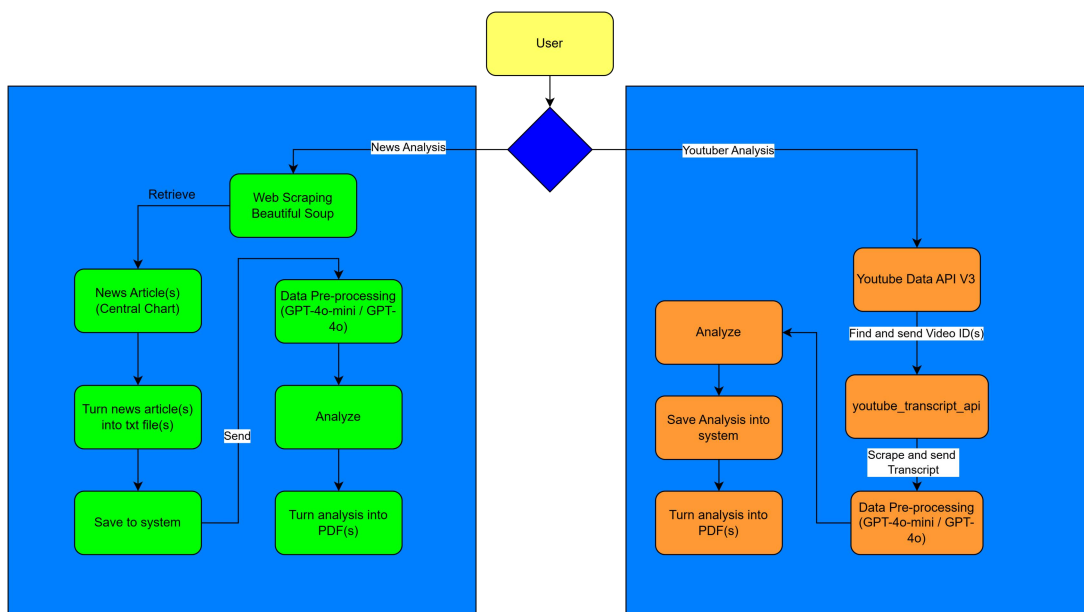 User
News Analysis
Youtuber Analysis
Retrieve
Web Scraping
Beautiful Soup
News Article(s)
(Central Chart)
Turn news article(s)
into txt file(s)
Save to system
Send
Data Pre-processing
(GPT-4o-mini / GPT-
4o)
Analyze
Turn analysis into
PDF(s)
Youtube Data API V3
Find and send Video ID(s)
youtube_transcript_api
Scrape and send
Transcript
Data Pre-processing
(GPT-4o-mini / GPT-
4o)
Analyze
Save Analysis into
system
Turn analysis into
PDF(s)